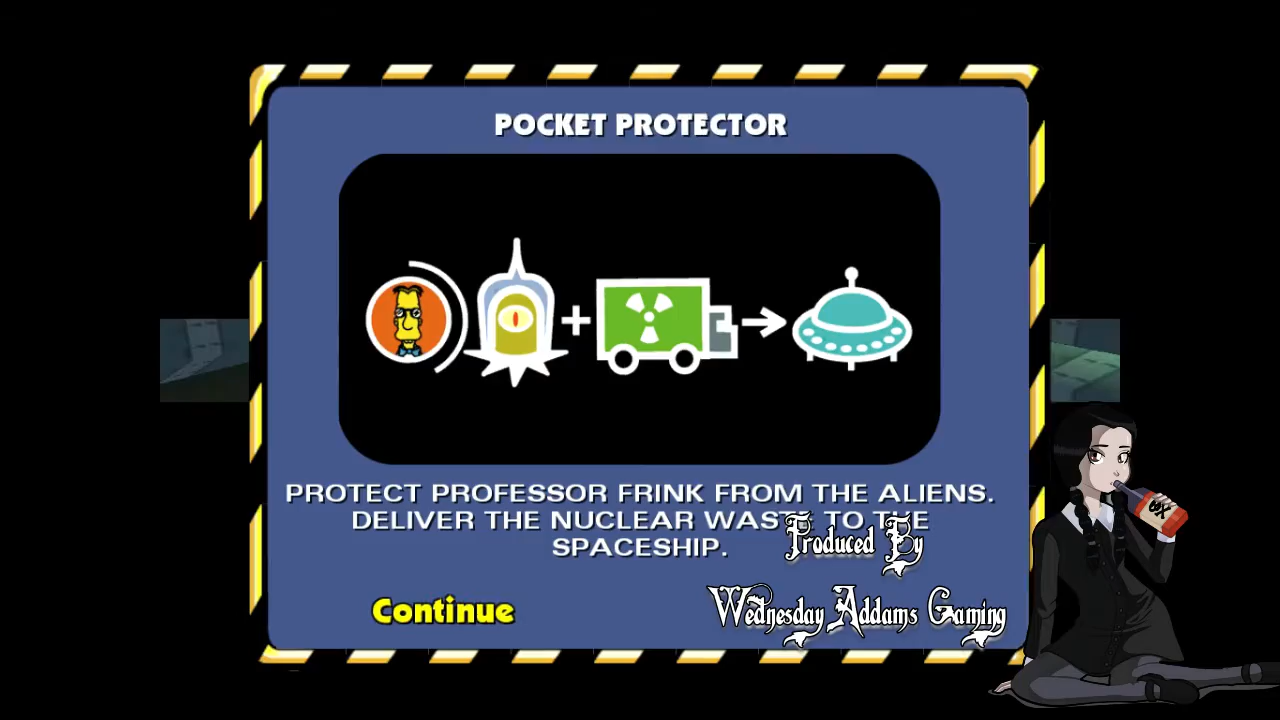 POCKET PROTECTOR
PROTECT PROFESSOR FRINK FROM THE ALIENS.
DELIVER THE NUCLEAR WASTE TO THE
SPACESHIP.
Produced By
Continue
Wednesday Addams Gaming